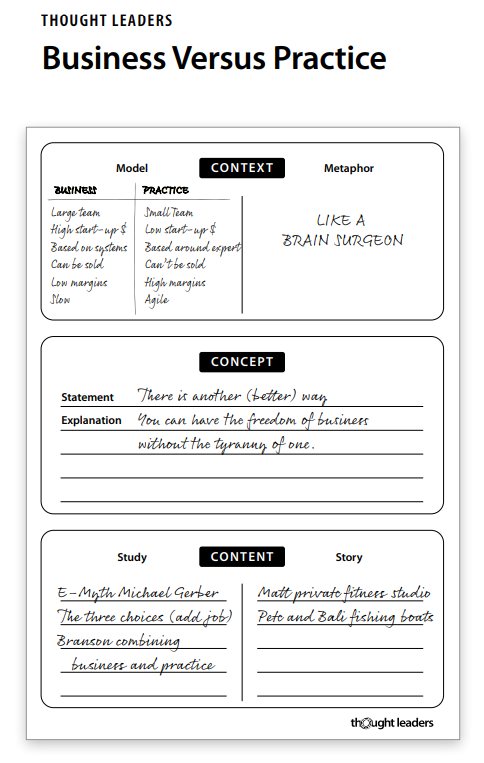 THOUGHT LEADERS
Business Versus Practice
Model
CONTEXT
Metaphor
BUSINESS
PRACTICE
Large team
Small Team
High start-up $
Low start-up $
Based on systems
Based around expert
Can be sold
Can't be sold
Low margins
High margins
Slow
Agile
LIKE A
BRAIN SURGEON
CONCEPT
Statement There is another (better) way
Explanation You can have the freedom of business
without the tyranny of one.
Study
CONTENT
Story
E-Myth Michael Gerber
The three choices (add job)
Branson combining
business and practice
Matt private fitness studio
Pete and Bali fishing boats
thought leaders